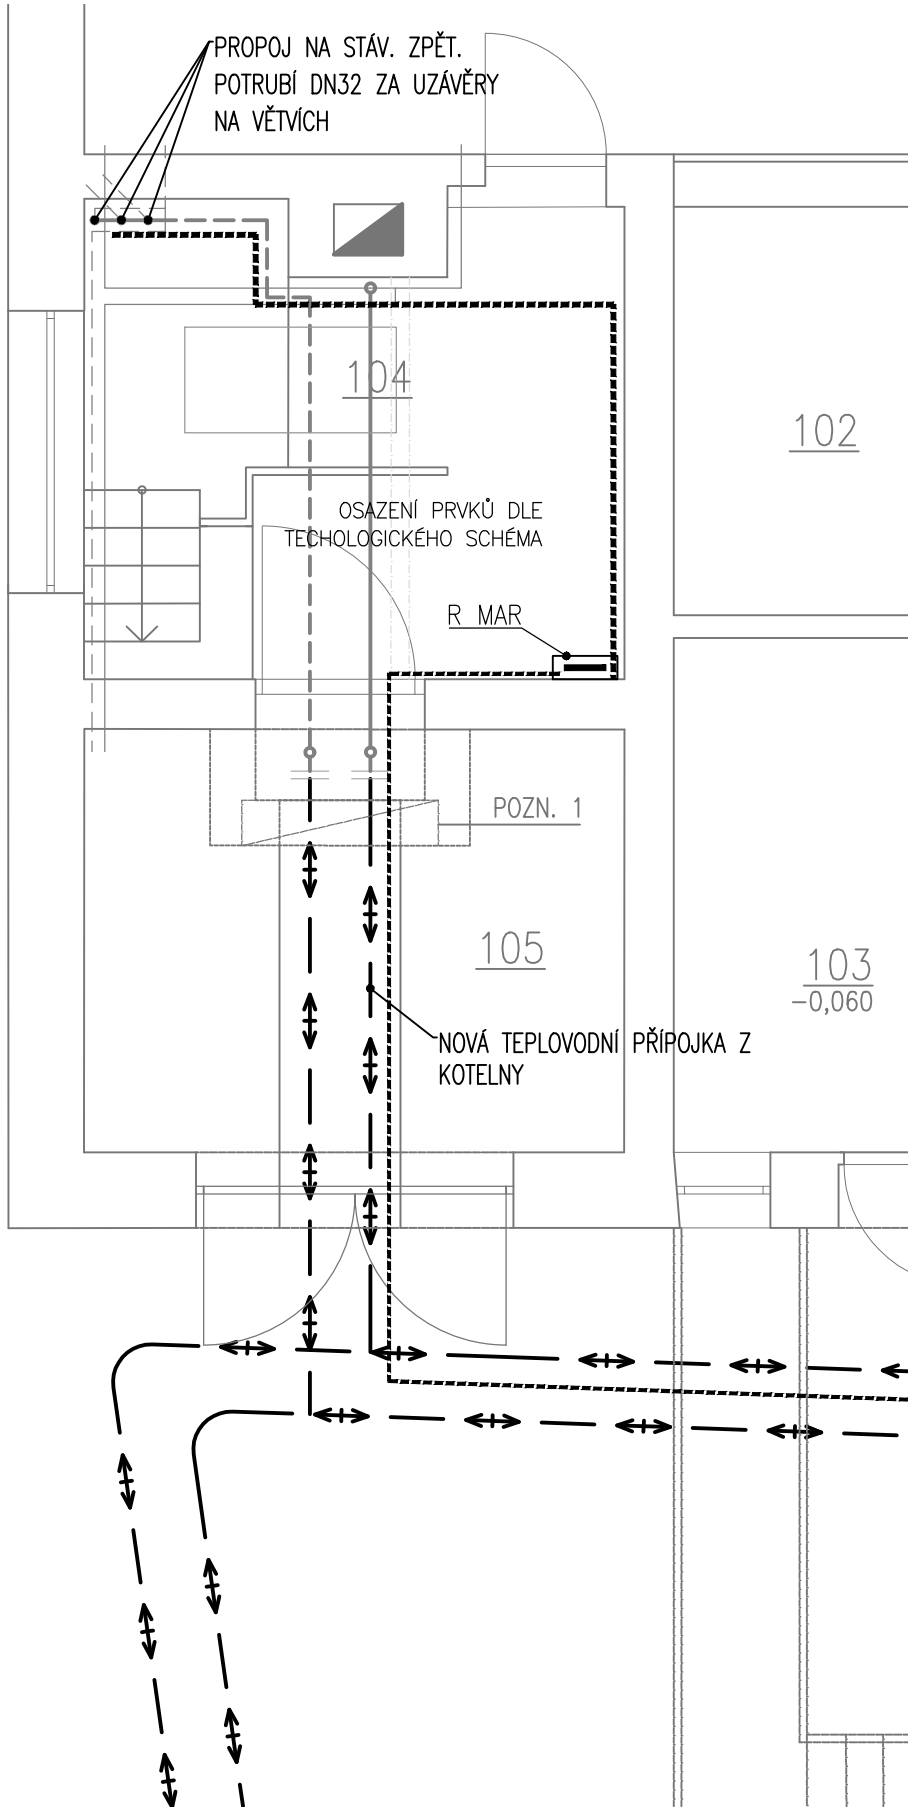 PROPOJ NA STÁV. ZPĚT.
POTRUBÍ DN32 ZA UZÁVĚRY
NA VĚTVÍCH
104
102
OSAZENÍ PRVKŮ DLE
TECHOLOGICKÉHO SCHÉMA
R MAR
POZN. 1
105
103
-0,060
NOVÁ TEPLOVODNÍ PŘÍPOJKA Z
KOTELNY